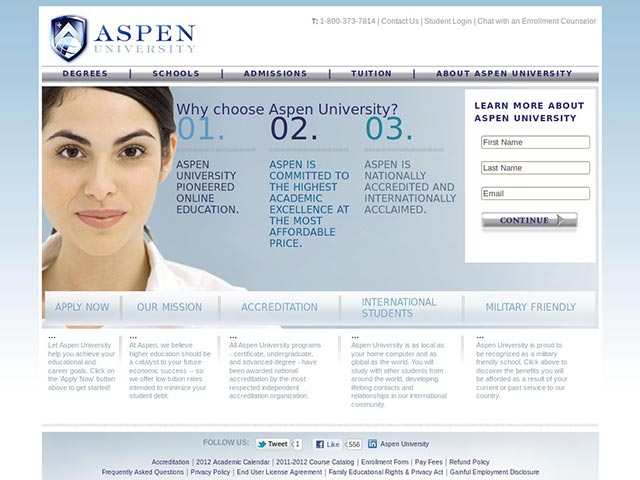 ASPEN
UNIVERSITY
T: 1-800-373-7814 | Contact Us | Student Login | Chat with an Enrollment Counselor
DEGREES | SCHOOLS | ADMISSIONS | TUITION | ABOUT ASPEN UNIVERSITY
Why choose Aspen University?
01.
ASPEN
UNIVERSITY
PIONEERED
ONLINE
EDUCATION.
02.
ASPEN IS
COMMITTED TO
THE HIGHEST
ACADEMIC
EXCELLENCE AT
THE MOST
AFFORDABLE
PRICE.
03.
ASPEN IS
NATIONALLY
ACCREDITED AND
INTERNATIONALLY
ACCLAIMED.
LEARN MORE ABOUT
ASPEN UNIVERSITY
First Name
Last Name
Email
CONTINUE
APPLY NOW
...
Let Aspen University
help you achieve your
educational and
career goals. Click on
the 'Apply Now' button
above to get started!
OUR MISSION
...
At Aspen, we believe
higher education should be
a catalyst to your future
economic success -- so
we offer low tuition rates
intended to minimize your
student debt.
ACCREDITATION
...
All Aspen University programs
- certificate, undergraduate,
and advanced degree - have
been awarded national
accreditation by the most
respected independent
accreditation organization.
INTERNATIONAL
STUDENTS
...
Aspen University is as local as
your home computer and as
global as the world. You will
study with other students from
around the world, developing
lifelong contacts and
relationships in our international
community.
MILITARY FRIENDLY
...
Aspen University is proud to
be recognized as a military
friendly school. Click above to
discover the benefits you will
be afforded as a result of your
current or past service to our
country.
FOLLOW US: Tweet 1 Like 556 Aspen University
Accreditation | 2012 Academic Calendar | 2011-2012 Course Catalog | Enrollment Form | Pay Fees | Refund Policy
Frequently Asked Questions | Privacy Policy | End User License Agreement | Family Educational Rights & Privacy Act | Gainful Employment Disclosure